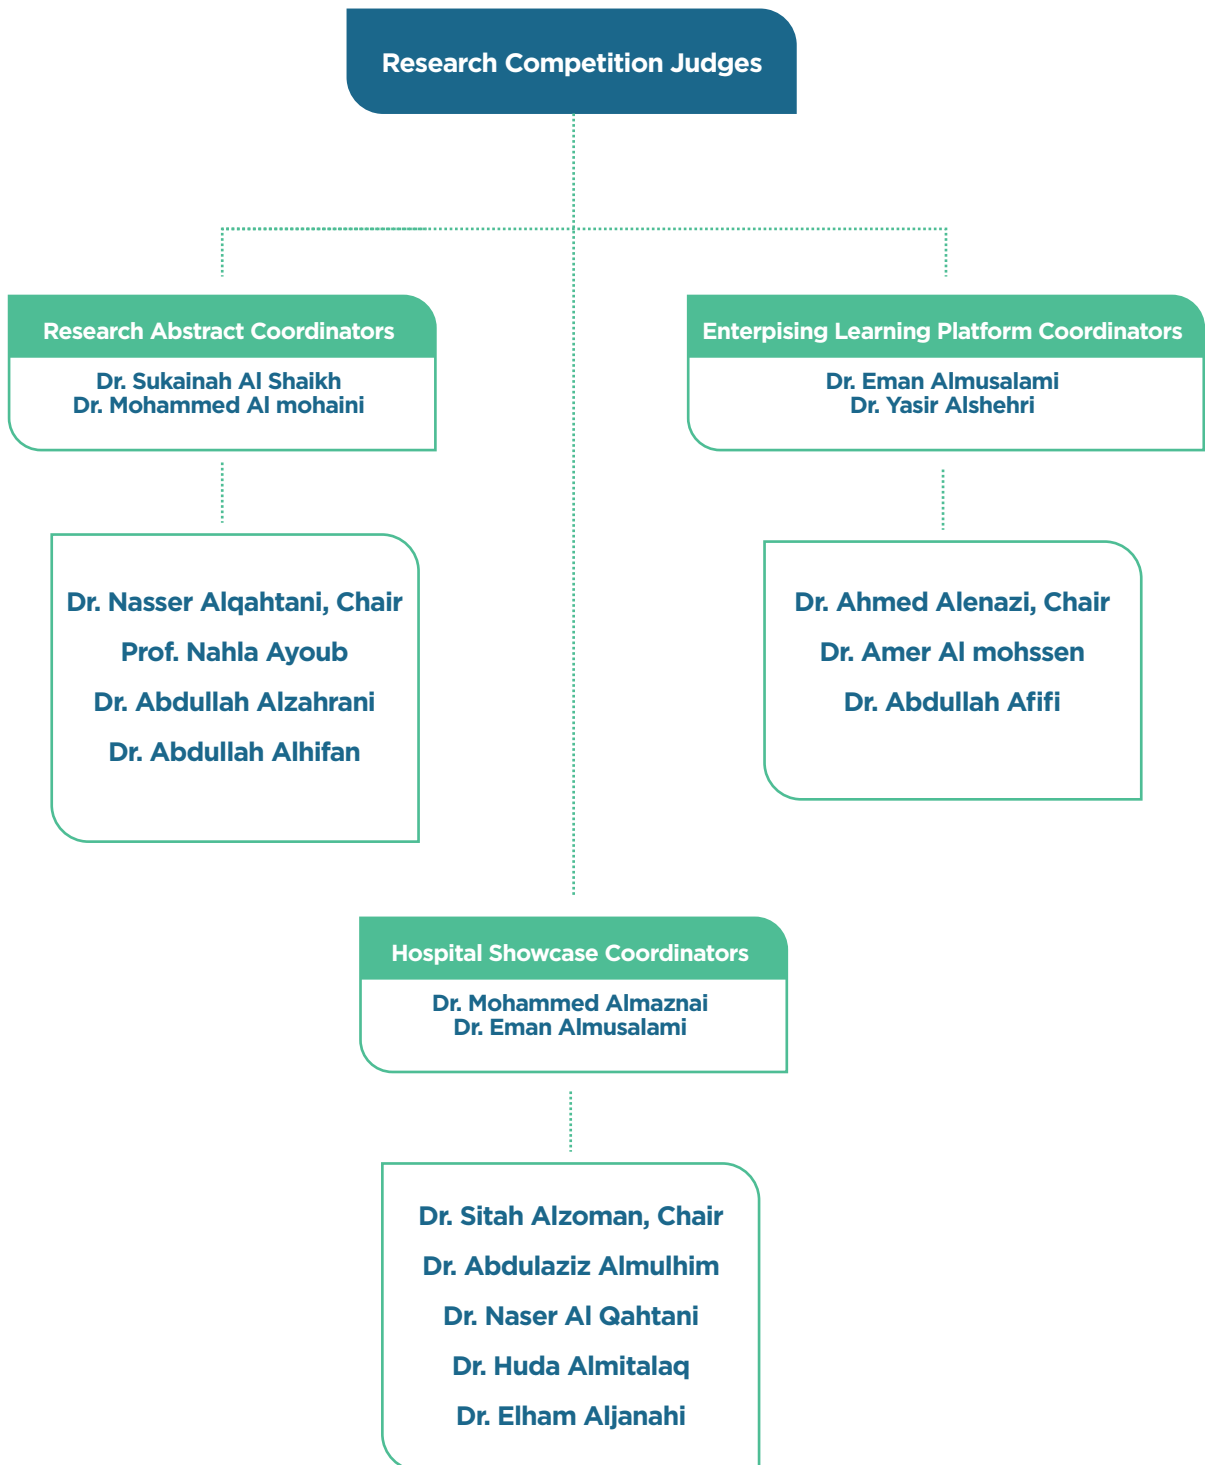 Research Competition Judges
Research Abstract Coordinators
Dr. Sukainah Al Shaikh
Dr. Mohammed Al mohaini
Enterpising Learning Platform Coordinators
Dr. Eman Almusalami
Dr. Yasir Alshehri
Dr. Nasser Alqahtani, Chair
Prof. Nahla Ayoub
Dr. Abdullah Alzahrani
Dr. Abdullah Alhifan
Dr. Ahmed Alenazi, Chair
Dr. Amer Al mohssen
Dr. Abdullah Afifi
Hospital Showcase Coordinators
Dr. Mohammed Almaznai
Dr. Eman Almusalami
Dr. Sitah Alzoman, Chair
Dr. Abdulaziz Almulhim
Dr. Naser Al Qahtani
Dr. Huda Almitalaq
Dr. Elham Aljanahi